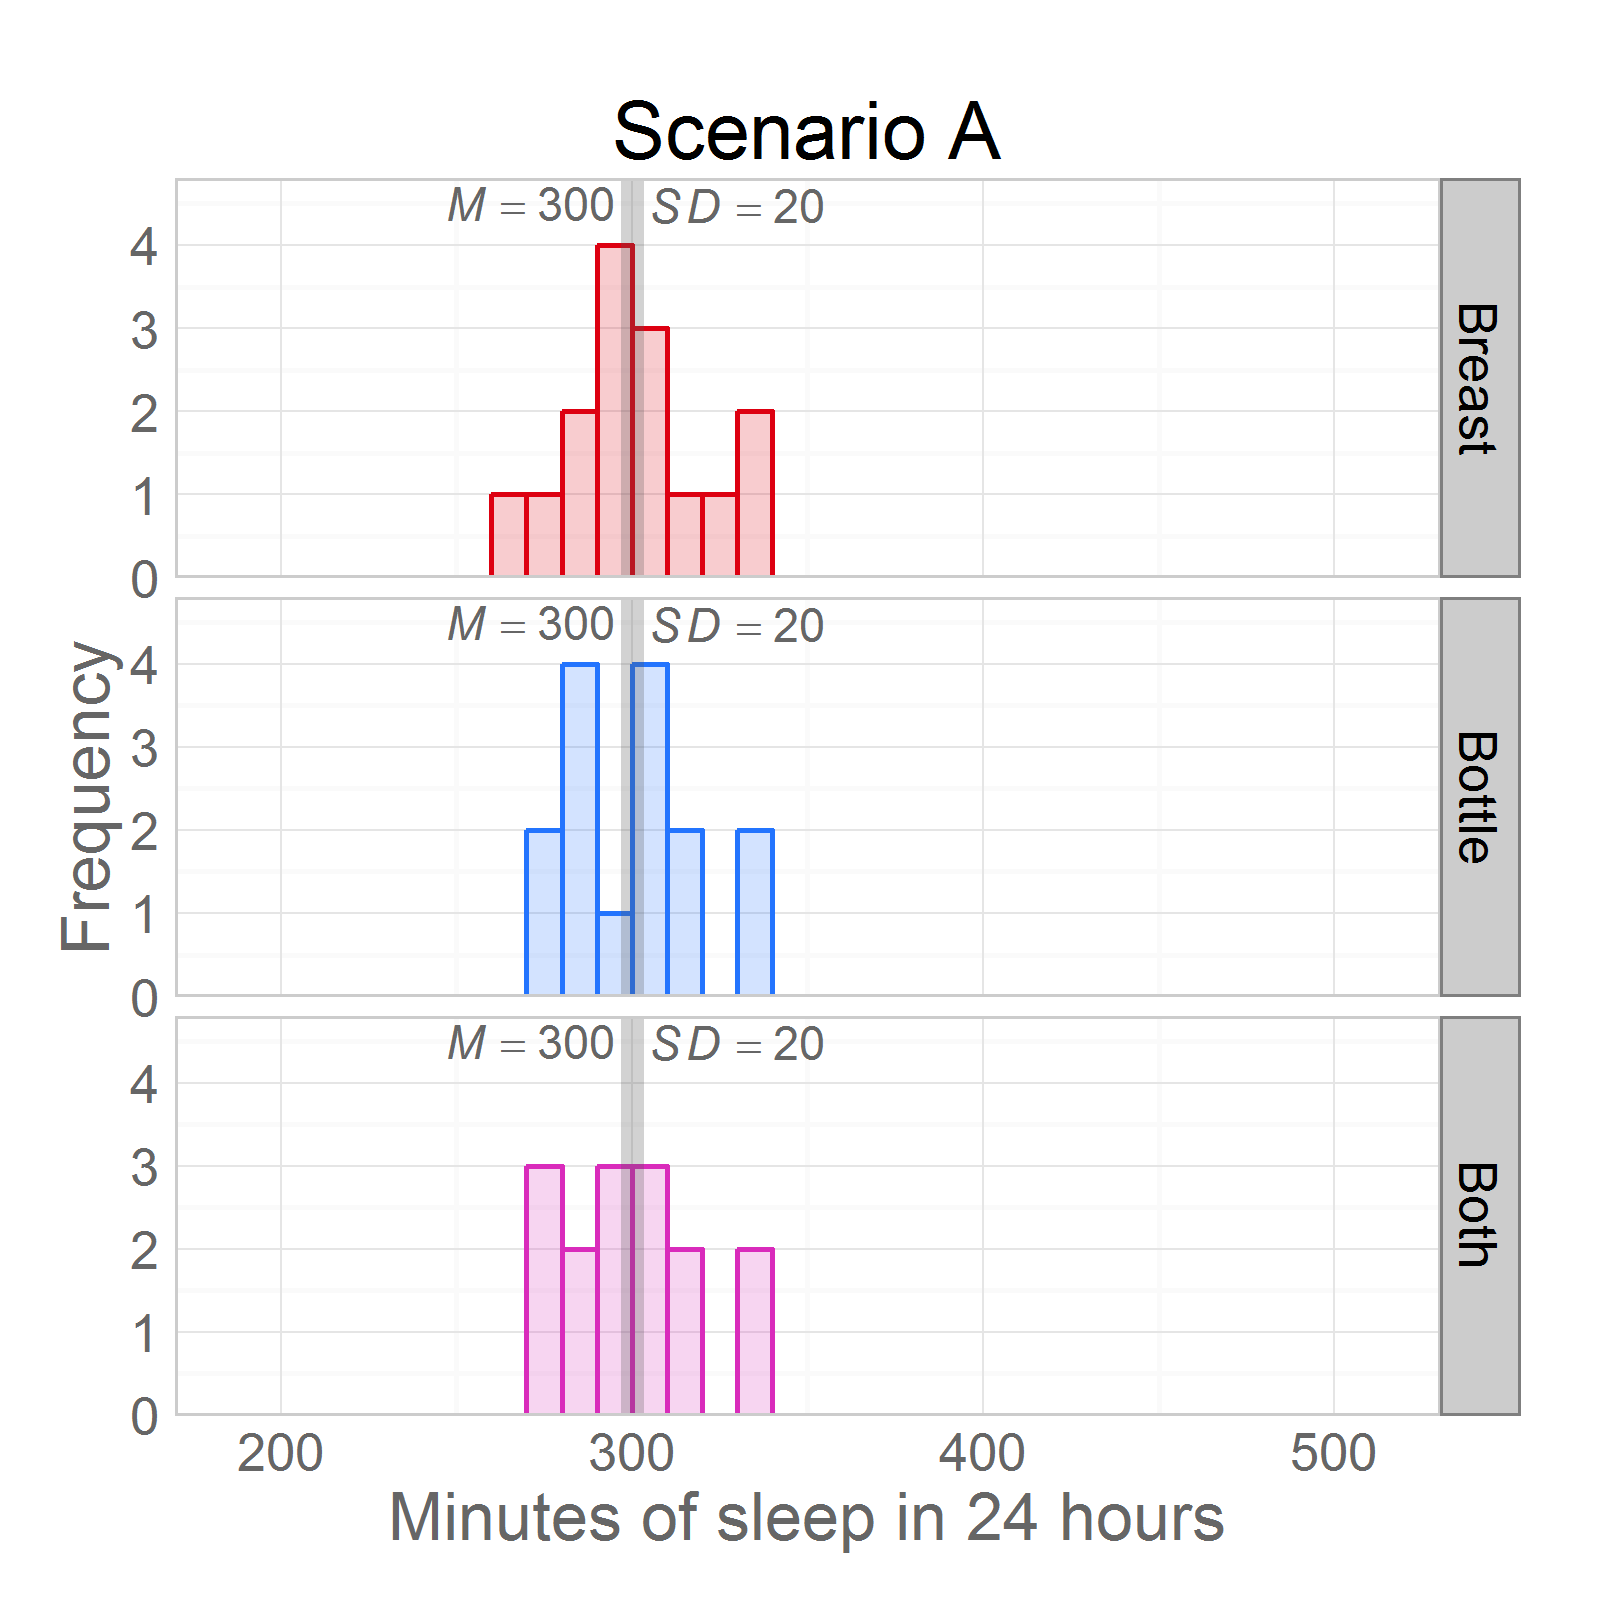 Scenario A
M = 300 SD = 20
4
3
2
1
0
Breast
M = 300 SD = 20
4
3
2
1
0
Bottle
M = 300 SD = 20
4
3
2
1
0
Both
Frequency
200 300 400 500
Minutes of sleep in 24 hours